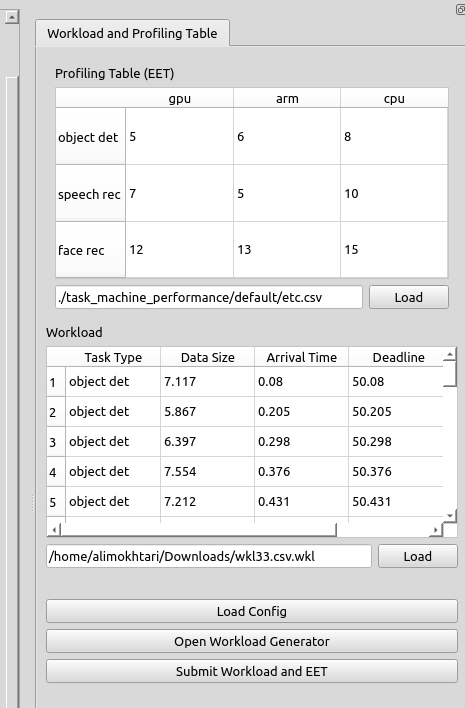 Workload and Profiling Table
Profiling Table (EET)
gpu arm cpu
object det 5 6 8
speech rec 7 5 10
face rec 12 13 15
./task_machine_performance/default/etc.csv Load
Workload
Task Type Data Size Arrival Time Deadline
1 object det 7.117 0.08 50.08
2 object det 5.867 0.205 50.205
3 object det 6.397 0.298 50.298
4 object det 7.554 0.376 50.376
5 object det 7.212 0.431 50.431
/home/alimokhtari/Downloads/wkl33.csv.wkl Load
Load Config
Open Workload Generator
Submit Workload and EET